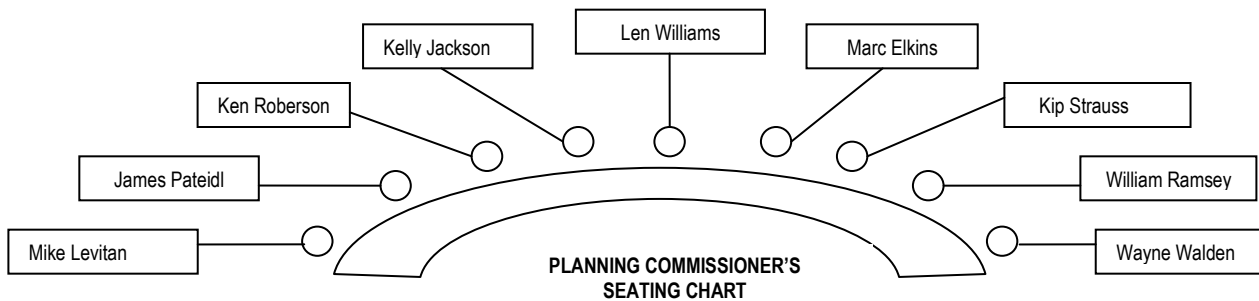 Len Williams
Kelly Jackson
Marc Elkins
Ken Roberson
Kip Strauss
James Pateidl
William Ramsey
Mike Levitan
Wayne Walden
PLANNING COMMISSIONER'S
SEATING CHART